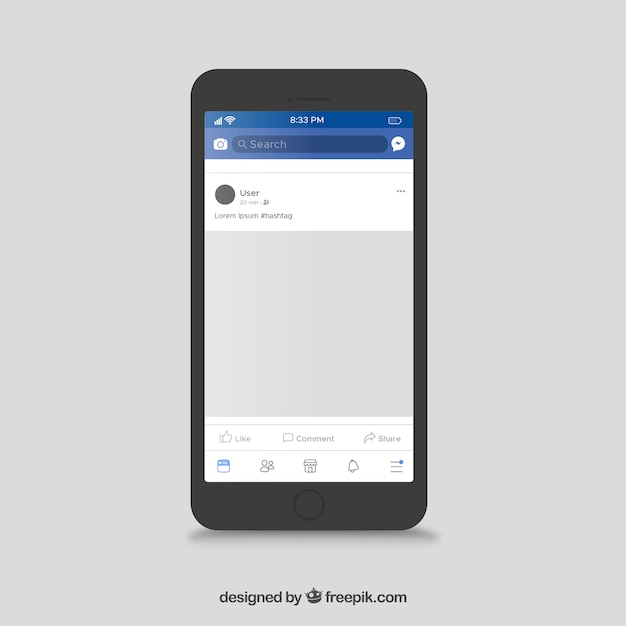 8:33 PM
Search
User
20 min
Lorem Ipsum #hashtag
Like Comment Share
designed by freepik.com